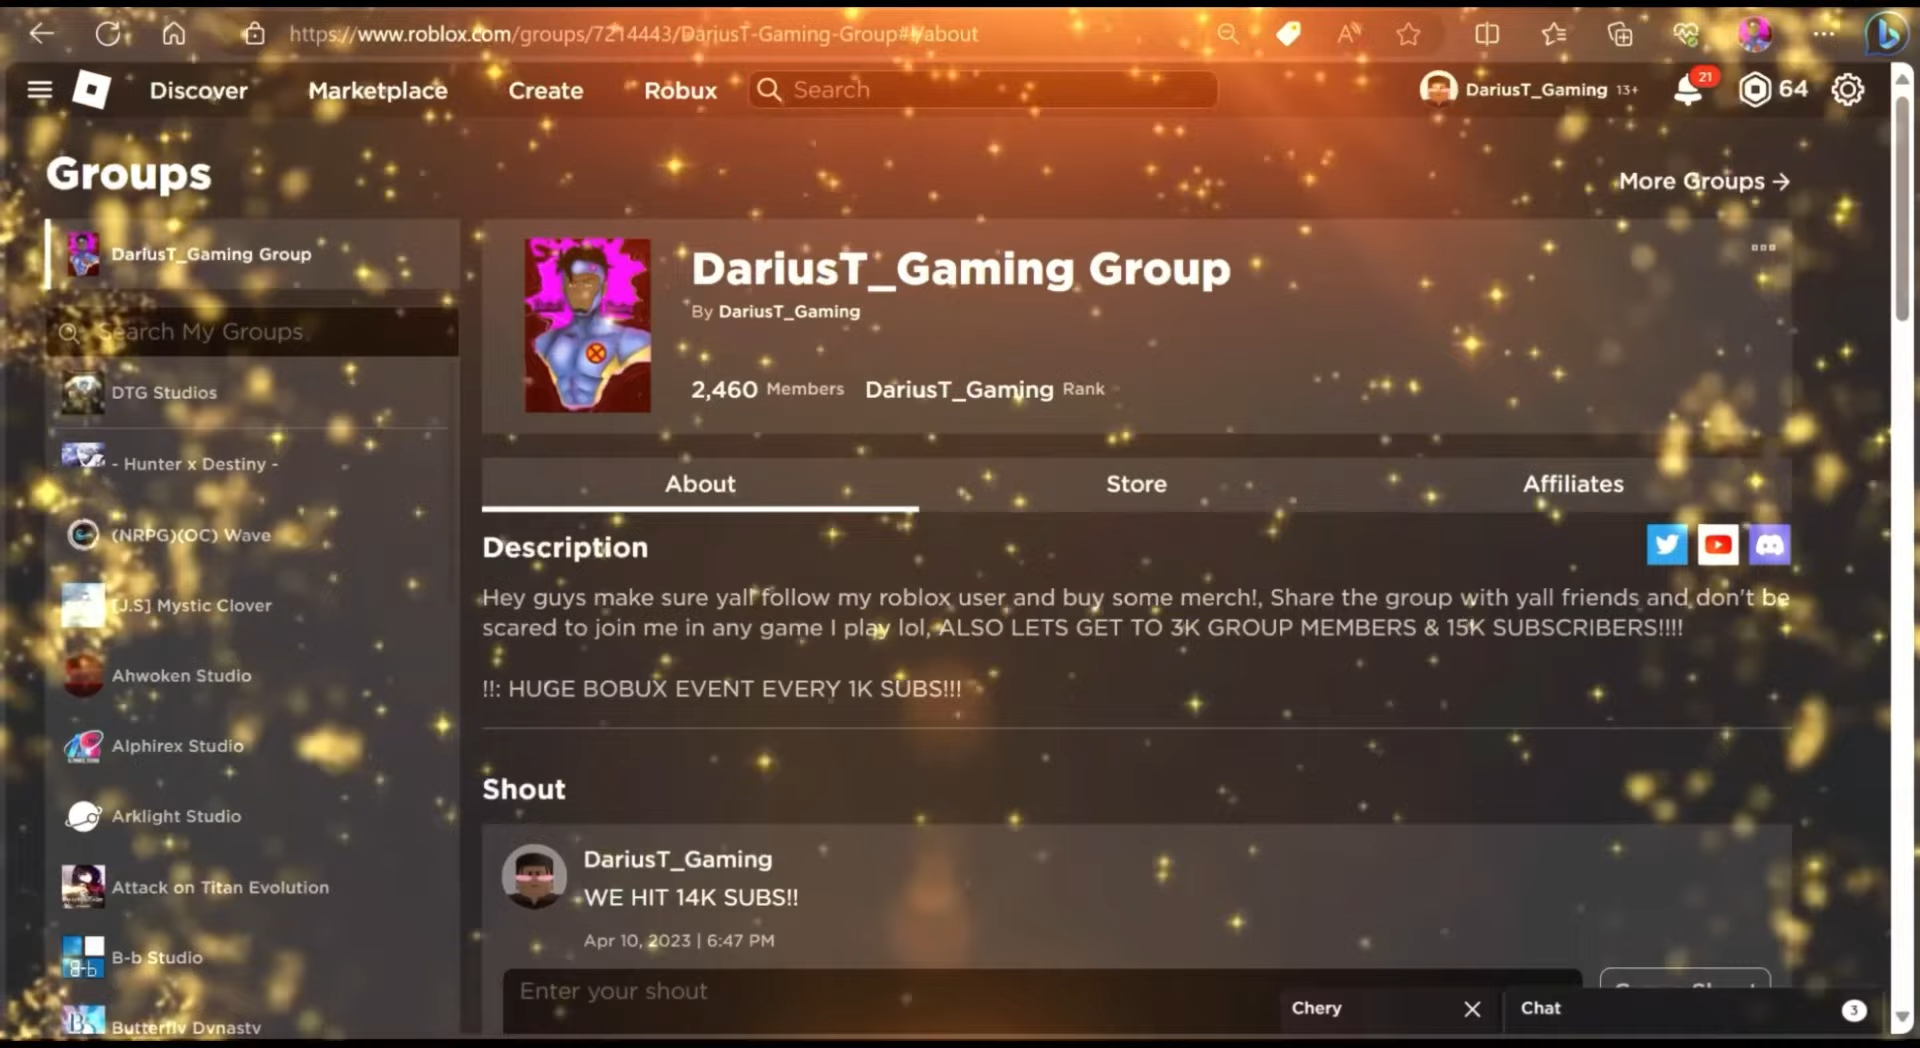 https://www.roblox.com/groups/7214443/DariusT-Gaming-Group#!/about
Discover Marketplace Create Robux Search DariusT_Gaming 13+ 21 64
Groups
More Groups
DariusT_Gaming Group
Search My Groups
DTG Studios
- Hunter x Destiny -
(NRPG)(OC) Wave
[J.S] Mystic Clover
Ahwoken Studio
Alphirex Studio
Arklight Studio
Attack on Titan Evolution
B-b Studio
Butterfly Dynasty
DariusT_Gaming Group
By DariusT_Gaming
2,460 Members DariusT_Gaming Rank
About Store Affiliates
Description
Hey guys make sure yall follow my roblox user and buy some merch!, Share the group with yall friends and don't be
scared to join me in any game I play lol, ALSO LETS GET TO 3K GROUP MEMBERS & 15K SUBSCRIBERS!!!!
!!: HUGE BOBUX EVENT EVERY 1K SUBS!!!
Shout
DariusT_Gaming
WE HIT 14K SUBS!!
Apr 10, 2023 | 6:47 PM
Enter your shout
Chery Chat 3